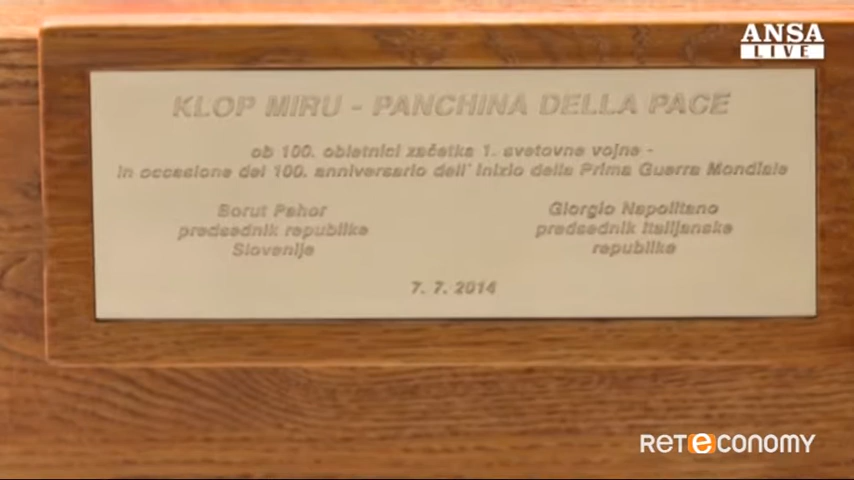 ANSA
LIVE
KLOP MIRU - PANCHINA DELLA PACE
ob 100. obletnici začetka 1. svetovne vojne -
in occasione del 100. anniversario dell' inizio della Prima Guerra Mondiale
Borut Pahor
predsednik republike
Slovenije
Giorgio Napolitano
predsednik italijanske
republike
7. 7. 2014
RETECONOMY